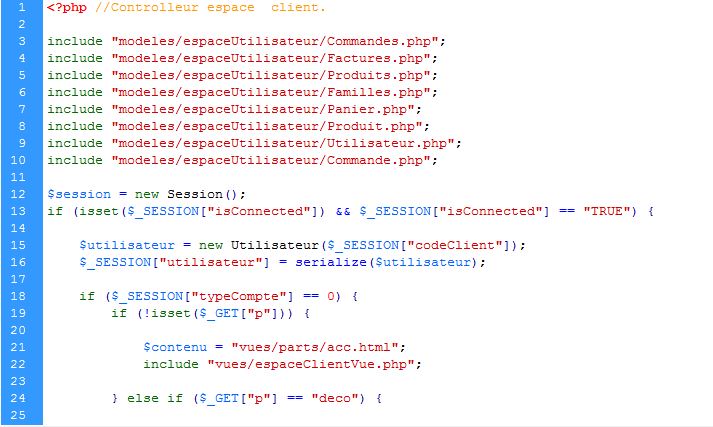 1 <?php //Controlleur espace  client.
2
3 include "modeles/espaceUtilisateur/Commandes.php";
4 include "modeles/espaceUtilisateur/Factures.php";
5 include "modeles/espaceUtilisateur/Produits.php";
6 include "modeles/espaceUtilisateur/Familles.php";
7 include "modeles/espaceUtilisateur/Panier.php";
8 include "modeles/espaceUtilisateur/Produit.php";
9 include "modeles/espaceUtilisateur/Utilisateur.php";
10 include "modeles/espaceUtilisateur/Commande.php";
11
12 $session = new Session();
13 if (isset($_SESSION["isConnected"]) && $_SESSION["isConnected"] == "TRUE") {
14
15     $utilisateur = new Utilisateur($_SESSION["codeClient"]);
16     $_SESSION["utilisateur"] = serialize($utilisateur);
17
18     if ($_SESSION["typeCompte"] == 0) {
19         if (!isset($_GET["p"])) {
20
21             $contenu = "vues/parts/acc.html";
22             include "vues/espaceClientVue.php";
23
24         } else if ($_GET["p"] == "deco") {
25